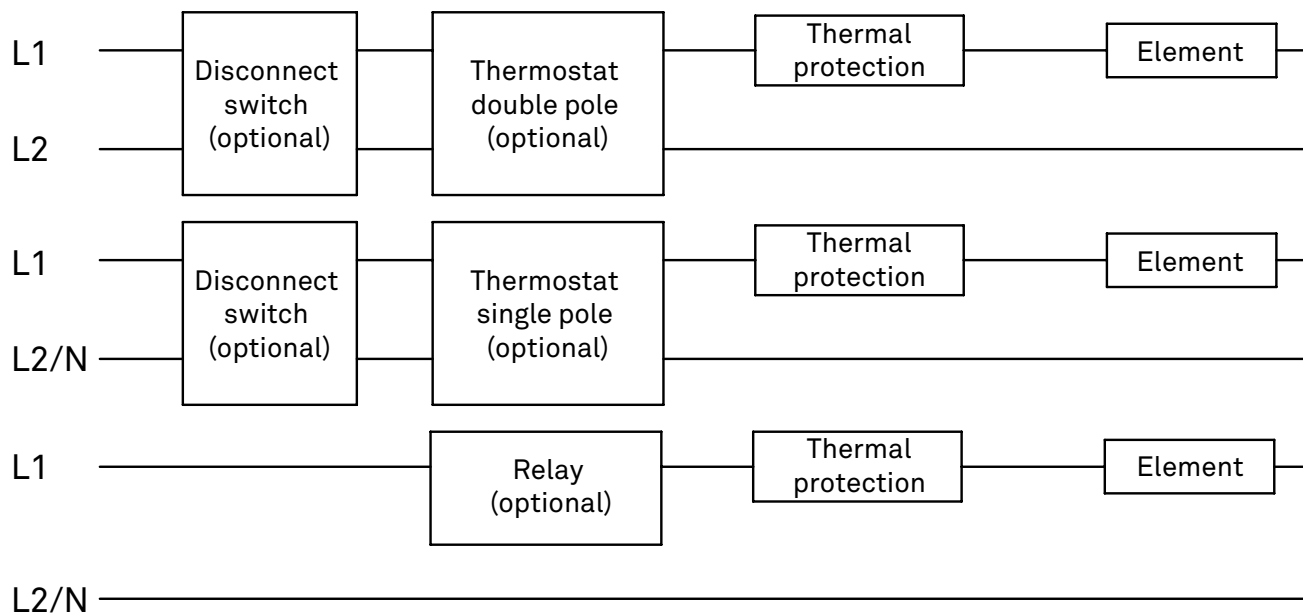 L1
Disconnect
switch
(optional)
Thermostat
double pole
(optional)
Thermal
protection
Element
L2
L1
Disconnect
switch
(optional)
Thermostat
single pole
(optional)
Thermal
protection
Element
L2/N
L1
Relay
(optional)
Thermal
protection
Element
L2/N